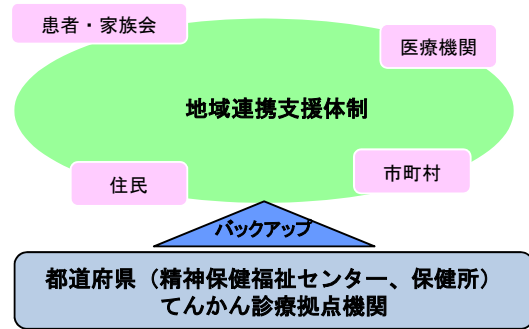 患者・家族会
医療機関
地域連携支援体制
住民
市町村
バックアップ
都道府県（精神保健福祉センター、保健所）
てんかん診療拠点機関